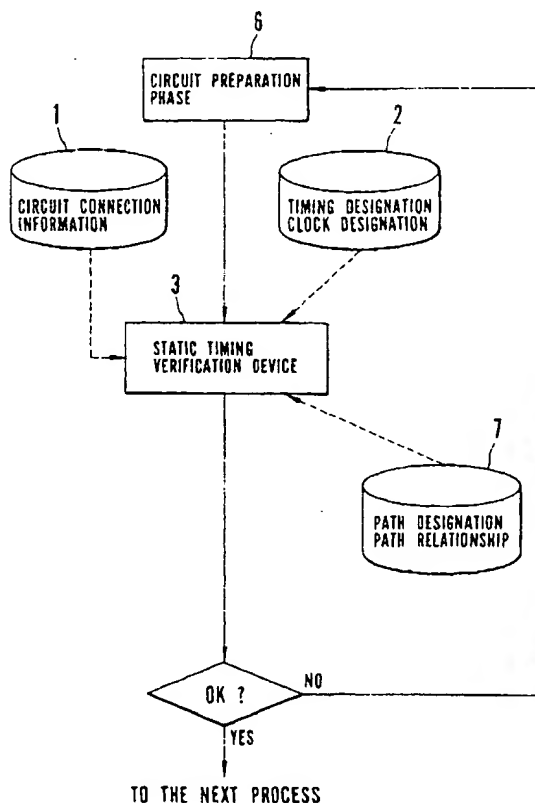 6
CIRCUIT PREPARATION
PHASE
1
2
CIRCUIT CONNECTION
INFORMATION
TIMING DESIGNATION
CLOCK DESIGNATION
3
STATIC TIMING
VERIFICATION DEVICE
7
PATH DESIGNATION
PATH RELATIONSHIP
OK ?
NO
YES
TO THE NEXT PROCESS